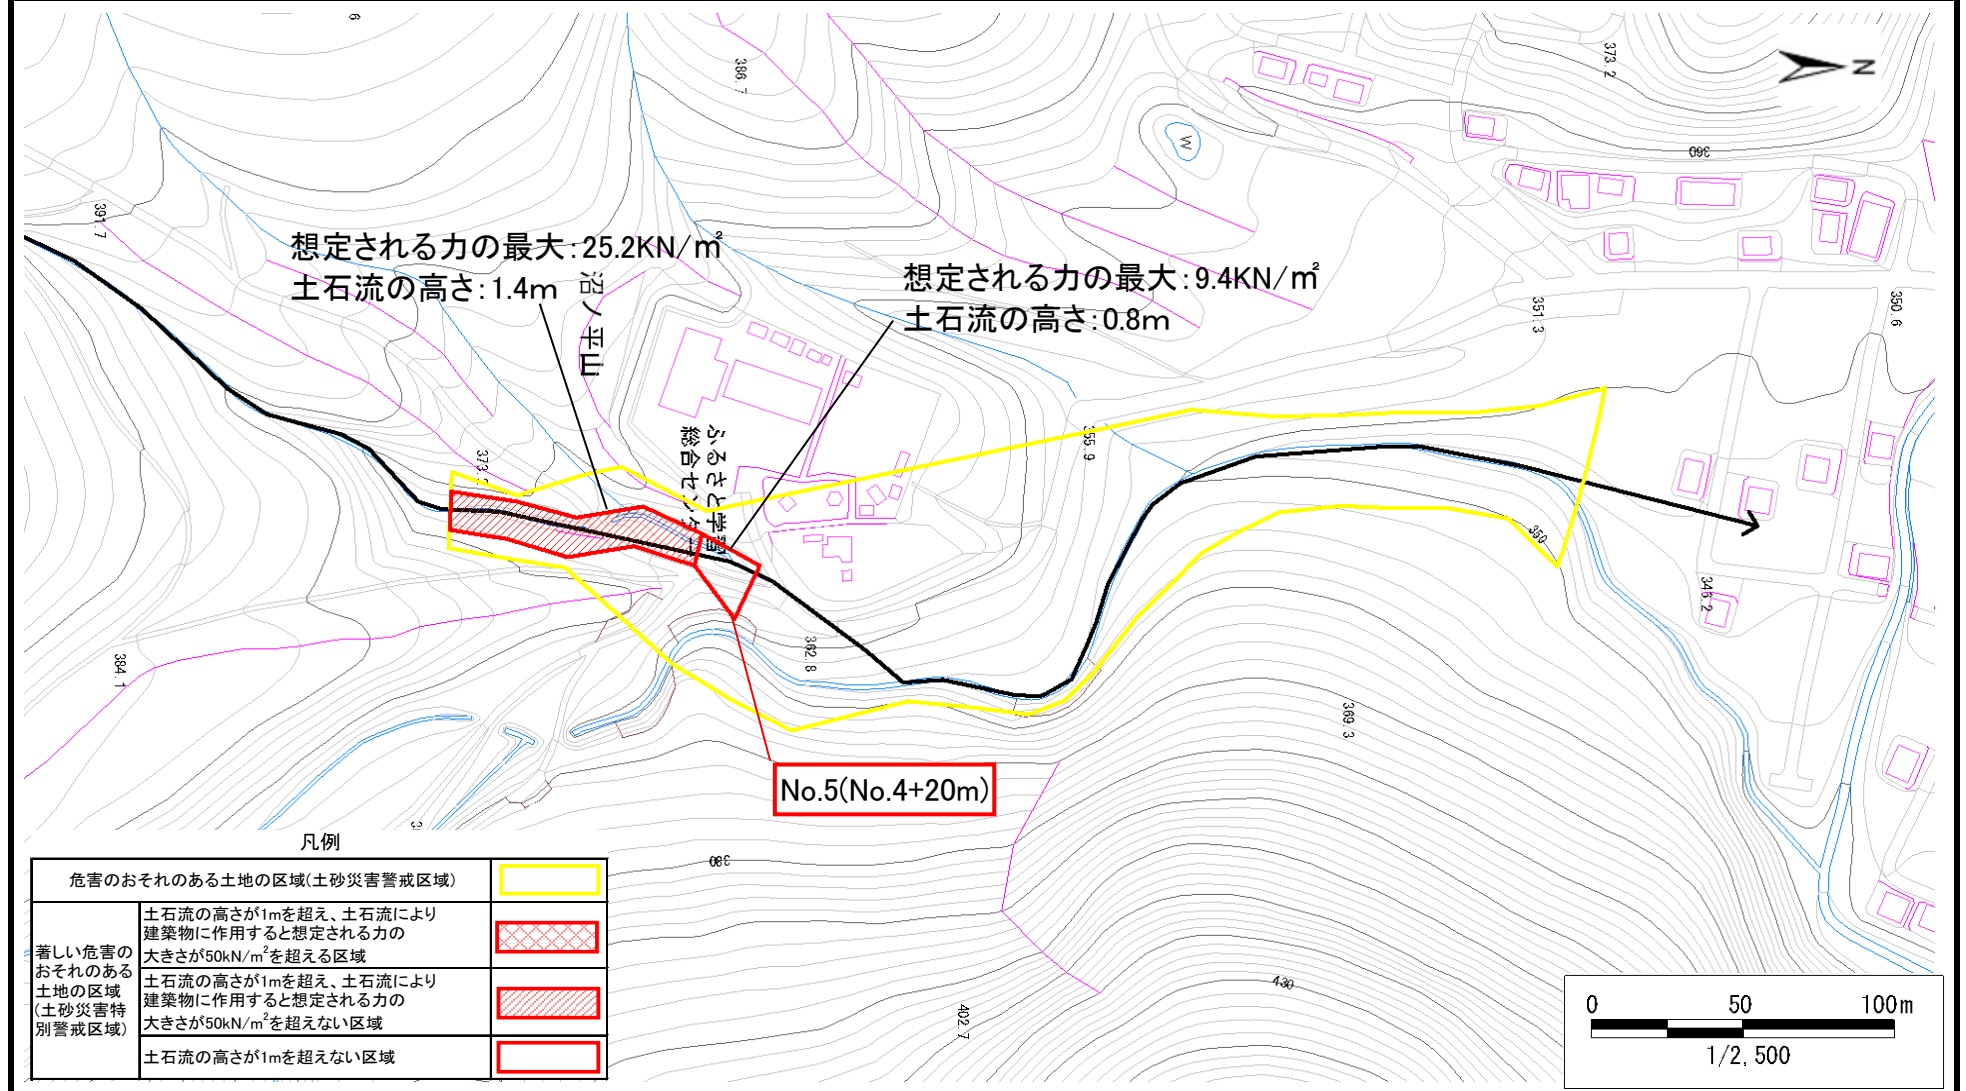 386.7
373.2
N
W
360
391.7
想定される力の最大:25.2KN/㎡
土石流の高さ:1.4m
沼ノ平山
想定される力の最大:9.4KN/㎡
土石流の高さ:0.8m
351.3
350.6
ふるさと学習
総合センター
355.9
373.
350
346.2
362.8
384.1
369.3
No.5(No.4+20m)
380
430
402.7
凡例
危害のおそれのある土地の区域(土砂災害警戒区域)
著しい危害の
おそれのある
土地の区域
(土砂災害特
別警戒区域)
土石流の高さが1mを超え、土石流により
建築物に作用すると想定される力の
大きさが50kN/m²を超える区域
土石流の高さが1mを超え、土石流により
建築物に作用すると想定される力の
大きさが50kN/m²を超えない区域
土石流の高さが1mを超えない区域
0 50 100m
1/2,500